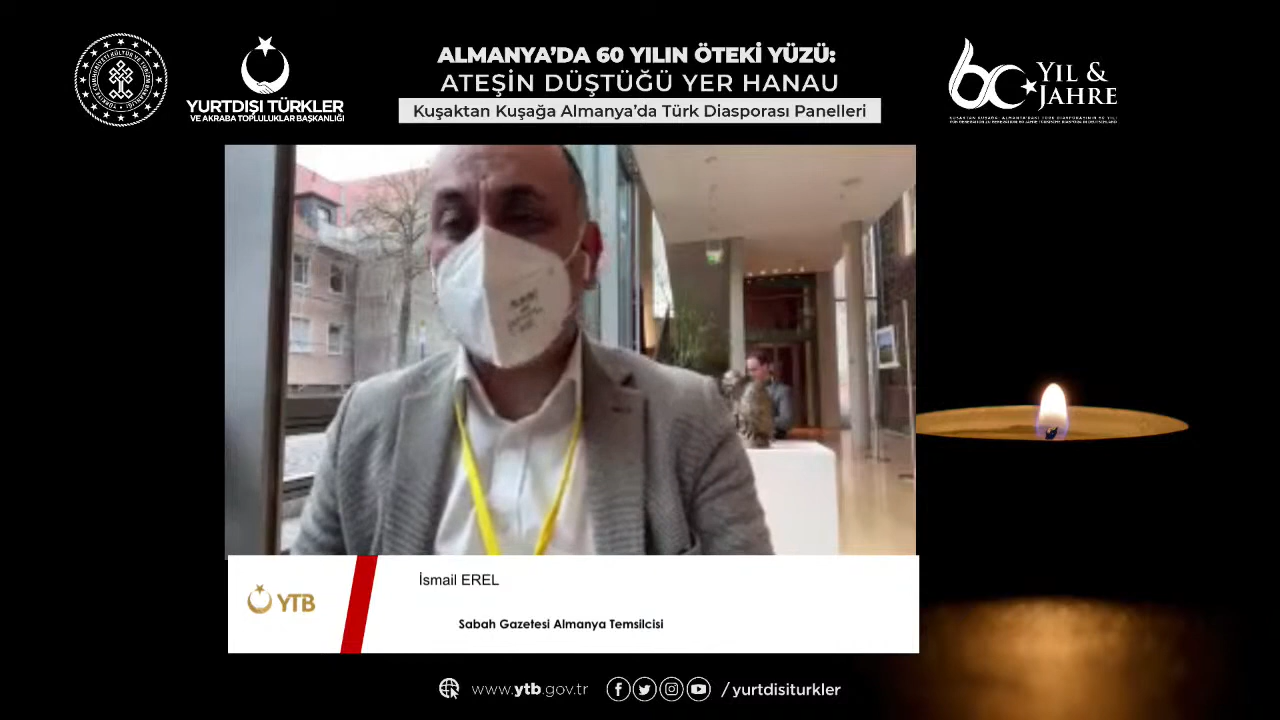 ALMANYA'DA 60 YILIN ÖTEKİ YÜZÜ:
ATEŞİN DÜŞTÜĞÜ YER HANAU
Kuşaktan Kuşağa Almanya'da Türk Diasporası Panelleri
YURTDIŞI TÜRKLER
VE AKRABA TOPLULUKLAR BAŞKANLIĞI
60 YIL &
JAHRE
YTB
İsmail EREL
Sabah Gazetesi Almanya Temsilcisi
www.ytb.gov.tr
/yurtdisiturkler